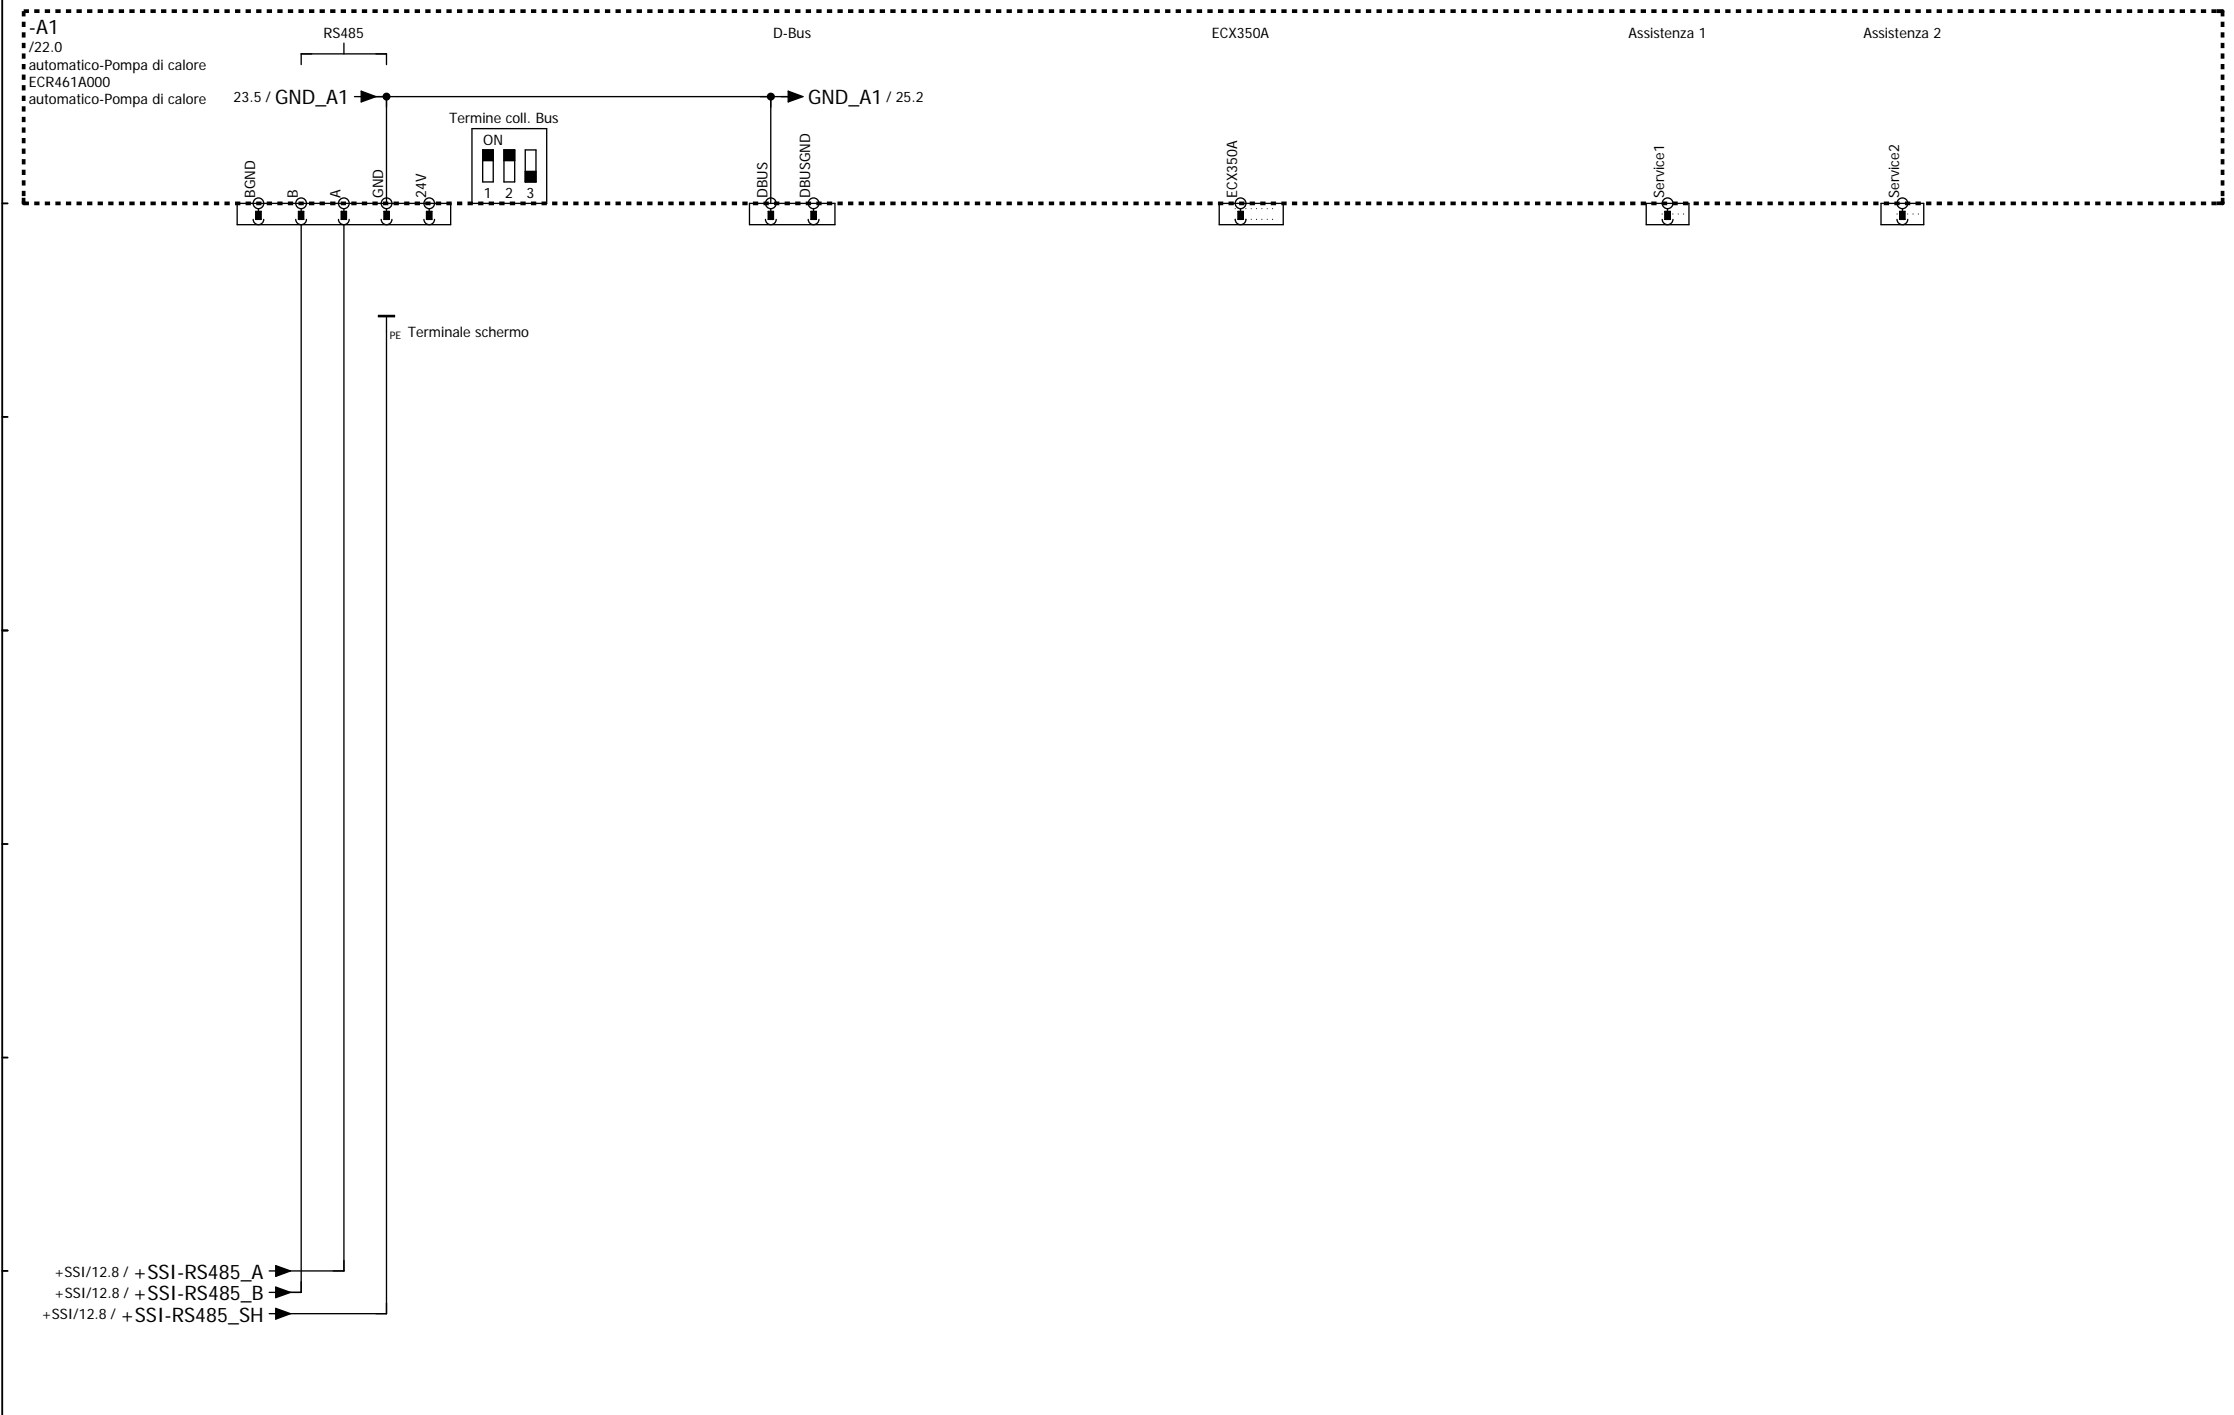 -A1
/22.0
automatico-Pompa di calore
ECR461A000
automatico-Pompa di calore
RS485
D-Bus
ECX350A
Assistenza 1
Assistenza 2
23.5 / GND_A1
GND_A1 / 25.2
Termine coll. Bus
ON
1 2 3
BGND
B
A
GND
24V
DBUS
DBUSGND
ECX350A
Service1
Service2
PE Terminale schermo
+SSI/12.8 / +SSI-RS485_A
+SSI/12.8 / +SSI-RS485_B
+SSI/12.8 / +SSI-RS485_SH